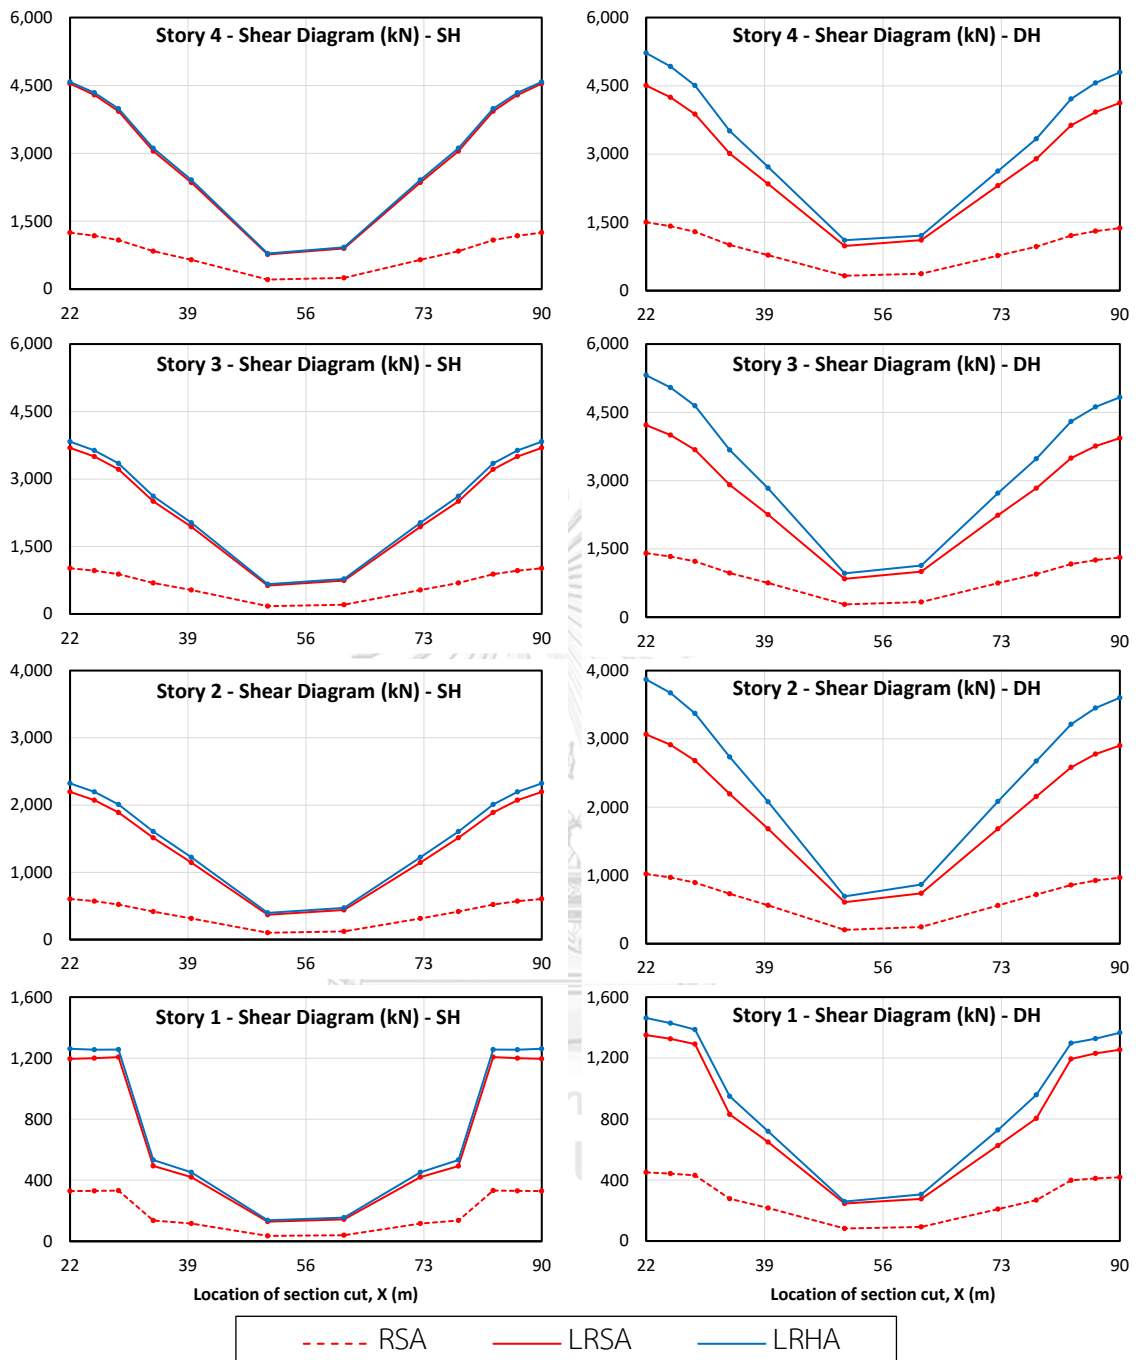 Story 4 - Shear Diagram (kN) - SH
6,000
4,500
3,000
1,500
0
22 39 56 73 90
Story 4 - Shear Diagram (kN) - DH
6,000
4,500
3,000
1,500
0
22 39 56 73 90
Story 3 - Shear Diagram (kN) - SH
6,000
4,500
3,000
1,500
0
22 39 56 73 90
Story 3 - Shear Diagram (kN) - DH
6,000
4,500
3,000
1,500
0
22 39 56 73 90
Story 2 - Shear Diagram (kN) - SH
4,000
3,000
2,000
1,000
0
22 39 56 73 90
Story 2 - Shear Diagram (kN) - DH
4,000
3,000
2,000
1,000
0
22 39 56 73 90
Story 1 - Shear Diagram (kN) - SH
1,600
1,200
800
400
0
22 39 56 73 90
Location of section cut, X (m)
Story 1 - Shear Diagram (kN) - DH
1,600
1,200
800
400
0
22 39 56 73 90
Location of section cut, X (m)
RSA LRSA LRHA